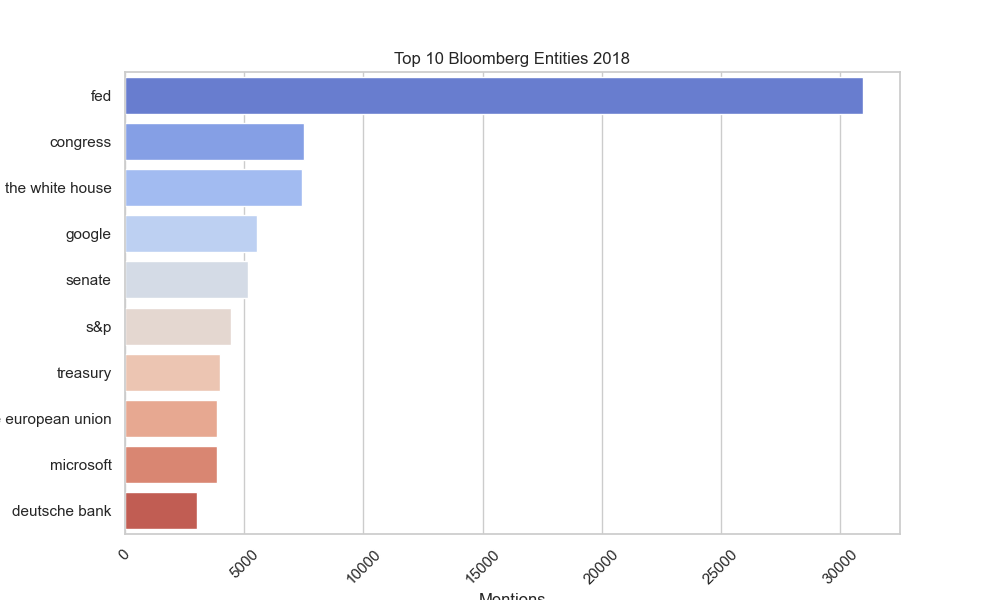 Top 10 Bloomberg Entities 2018
fed
congress
the white house
google
senate
s&p
treasury
european union
microsoft
deutsche bank
0
5000
10000
15000
20000
25000
30000
Mentions